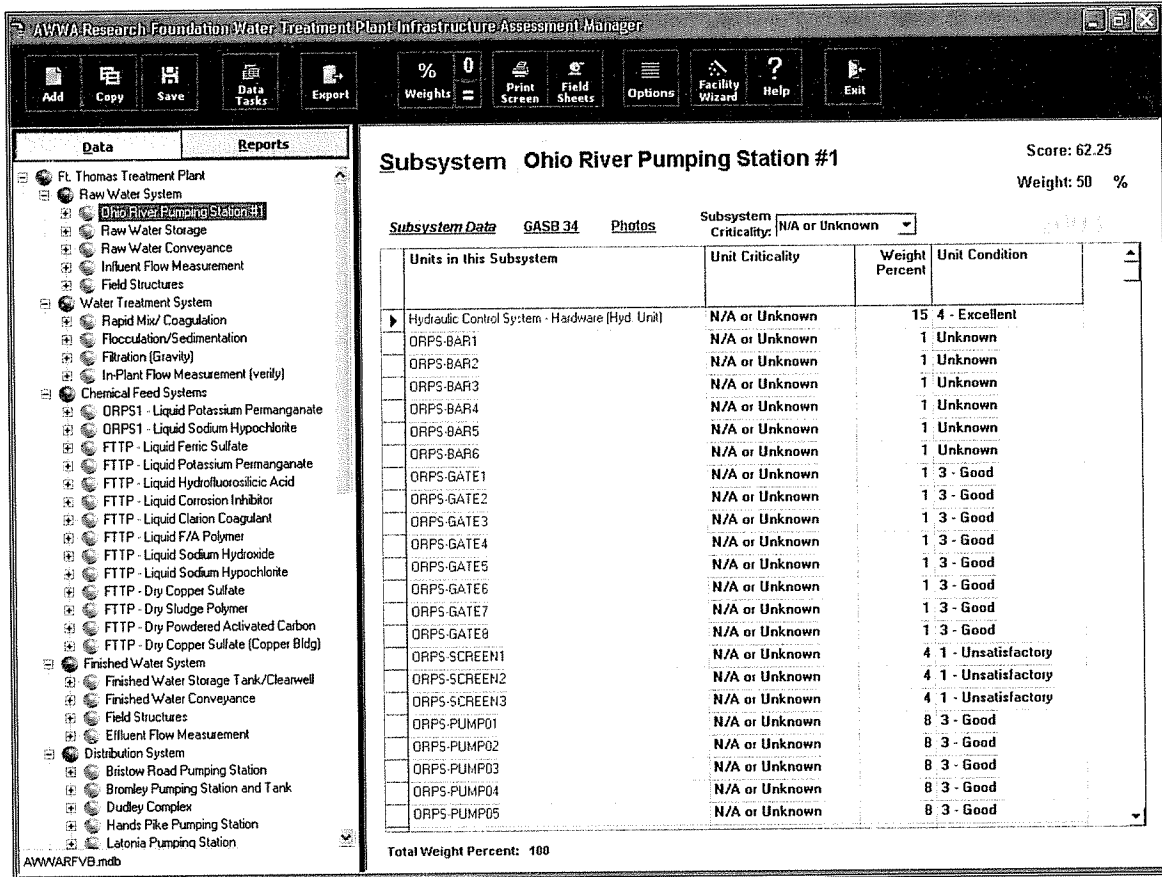 AWWA Research Foundation Water Treatment Plant Infrastructure Assessment Manager
Add
Copy
Save
Data Tasks
Export
% Weights
0 =
Print Screen
Field Sheets
Options
Facility Wizard
? Help
Exit
Data
Reports
Ft. Thomas Treatment Plant
Raw Water System
Ohio River Pumping Station #1
Raw Water Storage
Raw Water Conveyance
Influent Flow Measurement
Field Structures
Water Treatment System
Rapid Mix/ Coagulation
Flocculation/Sedimentation
Filtration (Gravity)
In-Plant Flow Measurement (verify)
Chemical Feed Systems
ORPS1 - Liquid Potassium Permanganate
ORPS1 - Liquid Sodium Hypochlorite
FTTP - Liquid Ferric Sulfate
FTTP - Liquid Potassium Permanganate
FTTP - Liquid Hydrofluorosilicic Acid
FTTP - Liquid Corrosion Inhibitor
FTTP - Liquid Clarion Coagulant
FTTP - Liquid F/A Polymer
FTTP - Liquid Sodium Hydroxide
FTTP - Liquid Sodium Hypochlorite
FTTP - Dry Copper Sulfate
FTTP - Dry Sludge Polymer
FTTP - Dry Powdered Activated Carbon
FTTP - Dry Copper Sulfate (Copper Bldg)
Finished Water System
Finished Water Storage Tank/Clearwell
Finished Water Conveyance
Field Structures
Effluent Flow Measurement
Distribution System
Bristow Road Pumping Station
Bromley Pumping Station and Tank
Dudley Complex
Hands Pike Pumping Station
Latonia Pumping Station
AWWARFVB.mdb
Subsystem Ohio River Pumping Station #1
Score: 62.25
Weight: 50 %
Subsystem Data GASB 34 Photos Subsystem Criticality: N/A or Unknown
Units in this Subsystem Unit Criticality Weight Percent Unit Condition
Hydraulic Control System - Hardware (Hyd. Unit) N/A or Unknown 15 4 - Excellent
ORPS-BAR1 N/A or Unknown 1 Unknown
ORPS-BAR2 N/A or Unknown 1 Unknown
ORPS-BAR3 N/A or Unknown 1 Unknown
ORPS-BAR4 N/A or Unknown 1 Unknown
ORPS-BAR5 N/A or Unknown 1 Unknown
ORPS-BAR6 N/A or Unknown 1 Unknown
ORPS-GATE1 N/A or Unknown 1 3 - Good
ORPS-GATE2 N/A or Unknown 1 3 - Good
ORPS-GATE3 N/A or Unknown 1 3 - Good
ORPS-GATE4 N/A or Unknown 1 3 - Good
ORPS-GATE5 N/A or Unknown 1 3 - Good
ORPS-GATE6 N/A or Unknown 1 3 - Good
ORPS-GATE7 N/A or Unknown 1 3 - Good
ORPS-GATE8 N/A or Unknown 1 3 - Good
ORPS-SCREEN1 N/A or Unknown 4 1 - Unsatisfactory
ORPS-SCREEN2 N/A or Unknown 4 1 - Unsatisfactory
ORPS-SCREEN3 N/A or Unknown 4 1 - Unsatisfactory
ORPS-PUMP01 N/A or Unknown 8 3 - Good
ORPS-PUMP02 N/A or Unknown 8 3 - Good
ORPS-PUMP03 N/A or Unknown 8 3 - Good
ORPS-PUMP04 N/A or Unknown 8 3 - Good
ORPS-PUMP05 N/A or Unknown 8 3 - Good
Total Weight Percent: 100